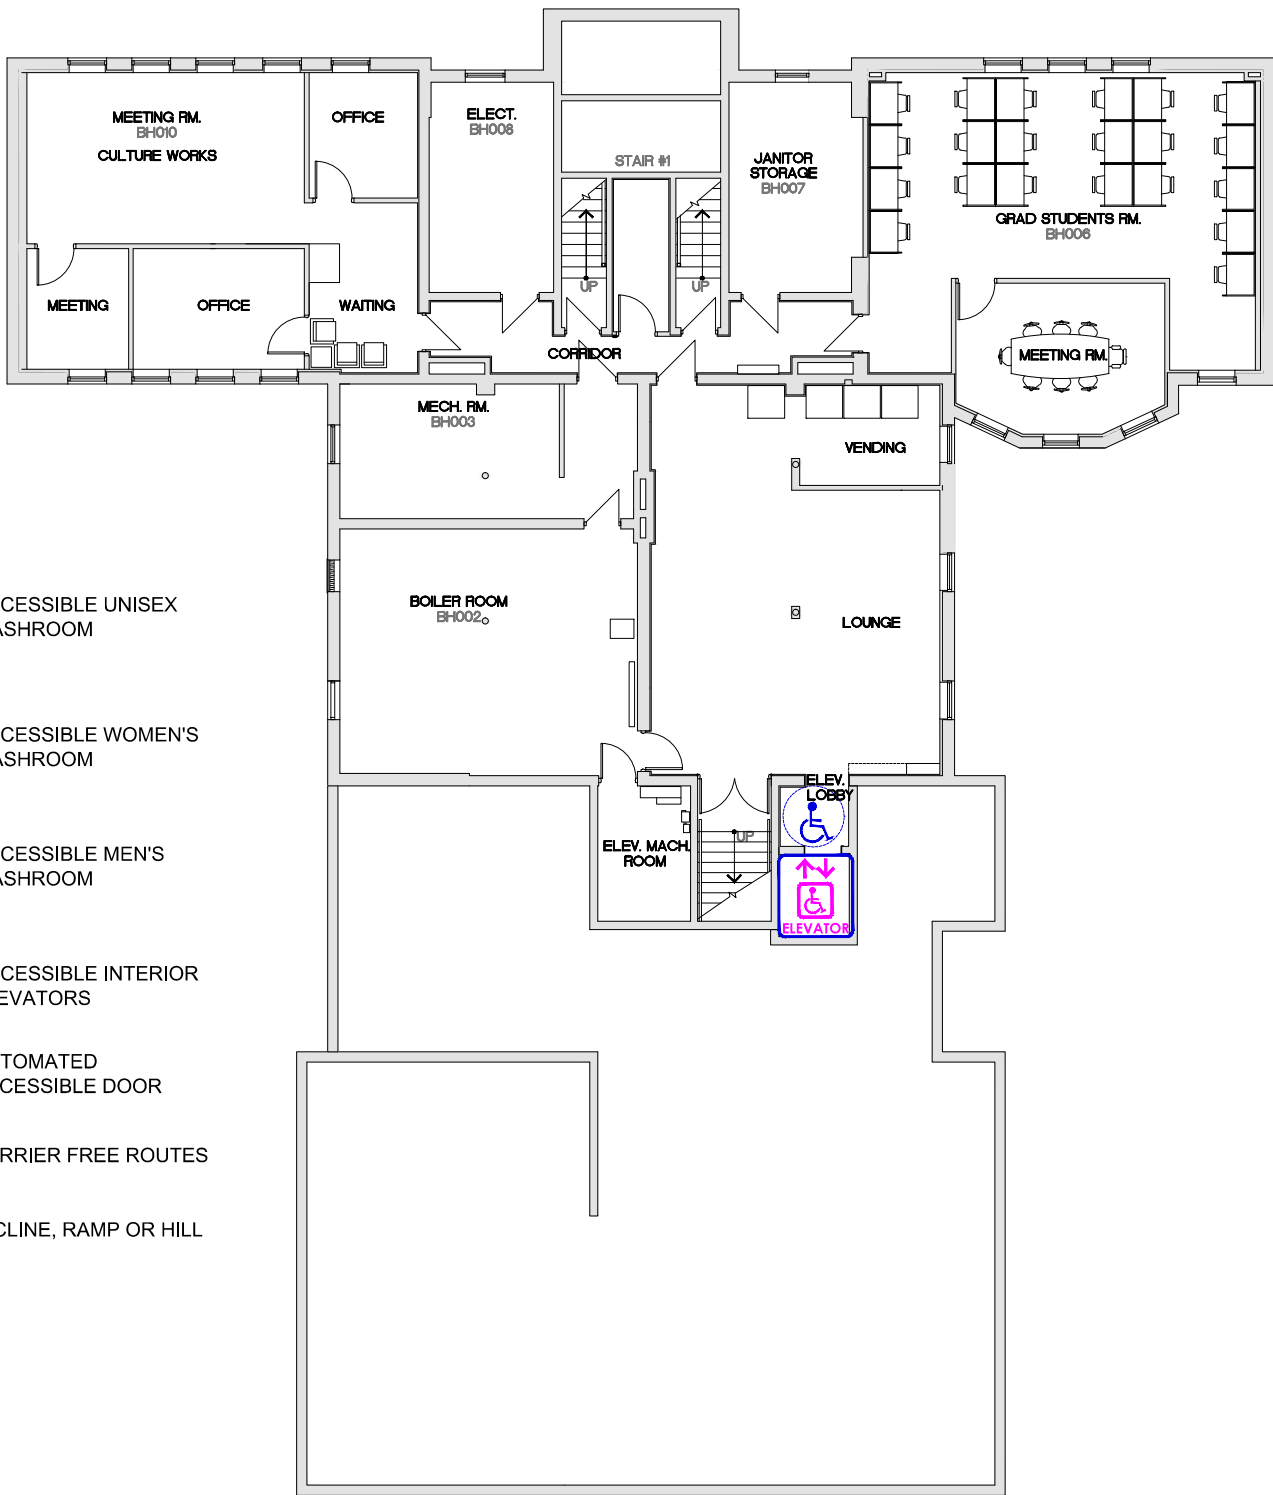 MEETING RM.
BH010
CULTURE WORKS
OFFICE
ELECT.
BH008
STAIR #1
JANITOR
STORAGE
BH007
GRAD STUDENTS RM.
BH006
MEETING
OFFICE
WAITING
UP
UP
CORRIDOR
MEETING RM.
MECH. RM.
BH003
VENDING
BOILER ROOM
BH002
LOUNGE
CESSIBLE UNISEX
ASHROOM
CESSIBLE WOMEN'S
ASHROOM
ELEV.
LOBBY
UP
ELEV. MACH.
ROOM
ELEVATOR
CESSIBLE MEN'S
ASHROOM
CESSIBLE INTERIOR
EVATORS
TOMATED
CESSIBLE DOOR
RRIER FREE ROUTES
CLINE, RAMP OR HILL